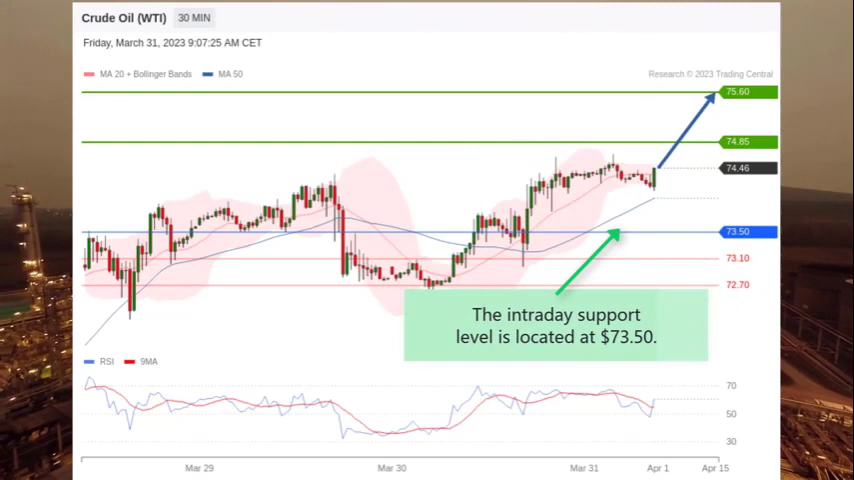 Crude Oil (WTI) 30 MIN
Friday, March 31, 2023 9:07:25 AM CET
MA 20 + Bollinger Bands MA 50 Research © 2023 Trading Central
75.60
74.85
74.46
73.50
73.10
72.70
The intraday support
level is located at $73.50.
RSI 9MA
70
50
30
Mar 29 Mar 30 Mar 31 Apr 1 Apr 15